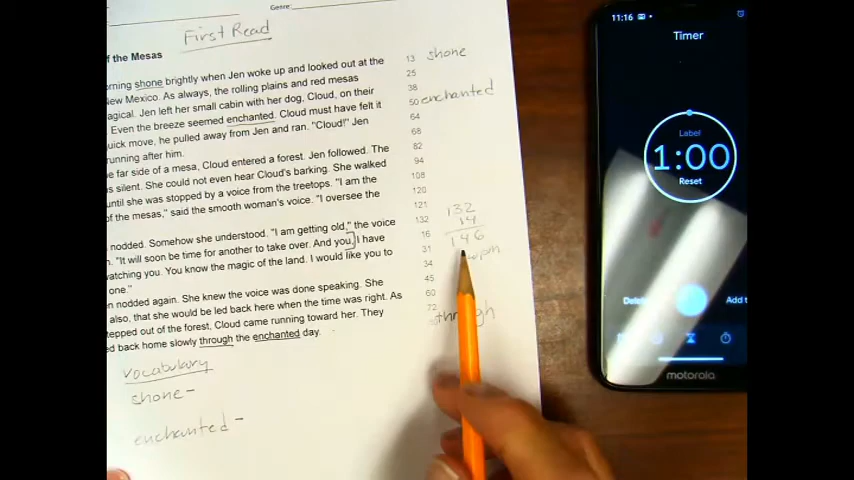 Genre:
First Read
f the Mesas
rning shone brightly when Jen woke up and looked out at the 13 shone
New Mexico. As always, the rolling plains and red mesas 25
agical. Jen left her small cabin with her dog, Cloud, on their 38
Even the breeze seemed enchanted. Cloud must have felt it 50 enchanted
uick move, he pulled away from Jen and ran. "Cloud!" Jen 64
running after him. 68
e far side of a mesa, Cloud entered a forest. Jen followed. The 82
s silent. She could not even hear Cloud's barking. She walked 94
until she was stopped by a voice from the treetops. "I am the 108
of the mesas," said the smooth woman's voice. "I oversee the 120
121
nodded. Somehow she understood. "I am getting old," the voice 132
. "It will soon be time for another to take over. And you, I have 16
atching you. You know the magic of the land. I would like you to 31
one." 34
n nodded again. She knew the voice was done speaking. She 45
also, that she would be led back here when the time was right. As 60
tepped out of the forest, Cloud came running toward her. They 72
ed back home slowly through the enchanted day.
132
14
146
wpm
through
vocabulary
shone-
enchanted-
11:16
Timer
Label
1:00
Reset
Delet
Add t
motorola